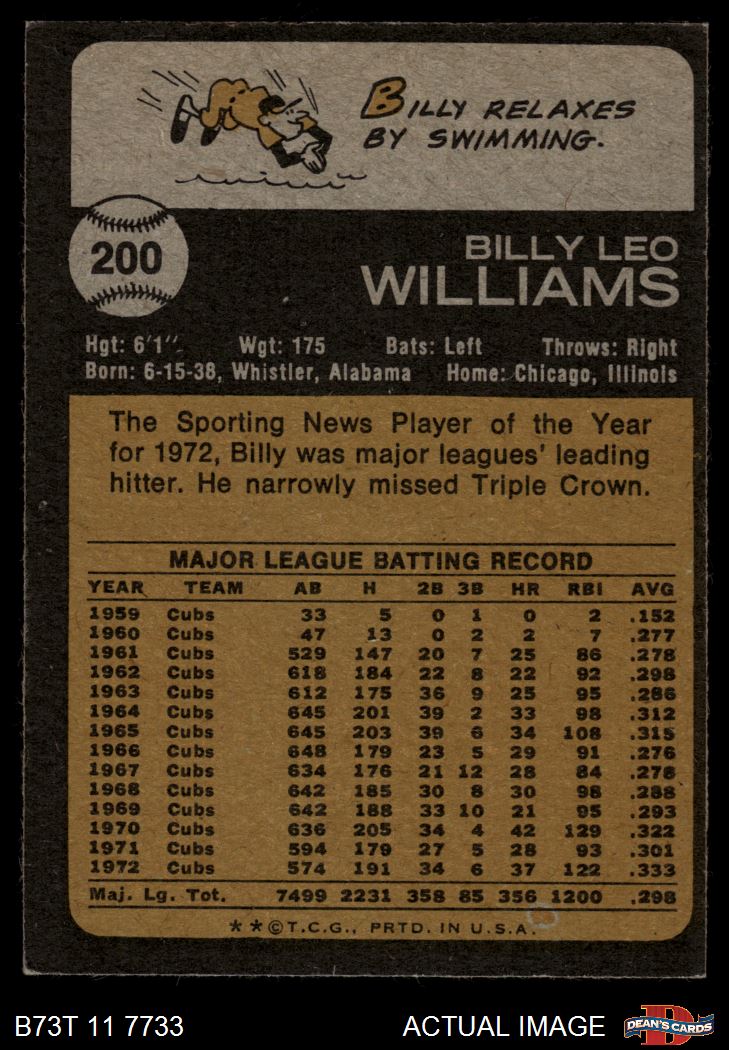 BILLY RELAXES
BY SWIMMING.
200
BILLY LEO
WILLIAMS
Hgt: 6'1" Wgt: 175 Bats: Left Throws: Right
Born: 6-15-38, Whistler, Alabama Home: Chicago, Illinois
The Sporting News Player of the Year
for 1972, Billy was major leagues' leading
hitter. He narrowly missed Triple Crown.
MAJOR LEAGUE BATTING RECORD
YEAR TEAM AB H 2B 3B HR RBI AVG
1959 Cubs 33 5 0 1 0 2 .152
1960 Cubs 47 13 0 2 2 7 .277
1961 Cubs 529 147 20 7 25 86 .278
1962 Cubs 618 184 22 8 22 92 .298
1963 Cubs 612 175 36 9 25 95 .286
1964 Cubs 645 201 39 2 33 98 .312
1965 Cubs 645 203 39 6 34 108 .315
1966 Cubs 648 179 23 5 29 91 .276
1967 Cubs 634 176 21 12 28 84 .278
1968 Cubs 642 185 30 8 30 98 .288
1969 Cubs 642 188 33 10 21 95 .293
1970 Cubs 636 205 34 4 42 129 .322
1971 Cubs 594 179 27 5 28 93 .301
1972 Cubs 574 191 34 6 37 122 .333
Maj. Lg. Tot. 7499 2231 358 85 356 1200 .298
**©T.C.G., PRTD. IN U.S.A.
B73T 11 7733 ACTUAL IMAGE D DEAN'S CARDS